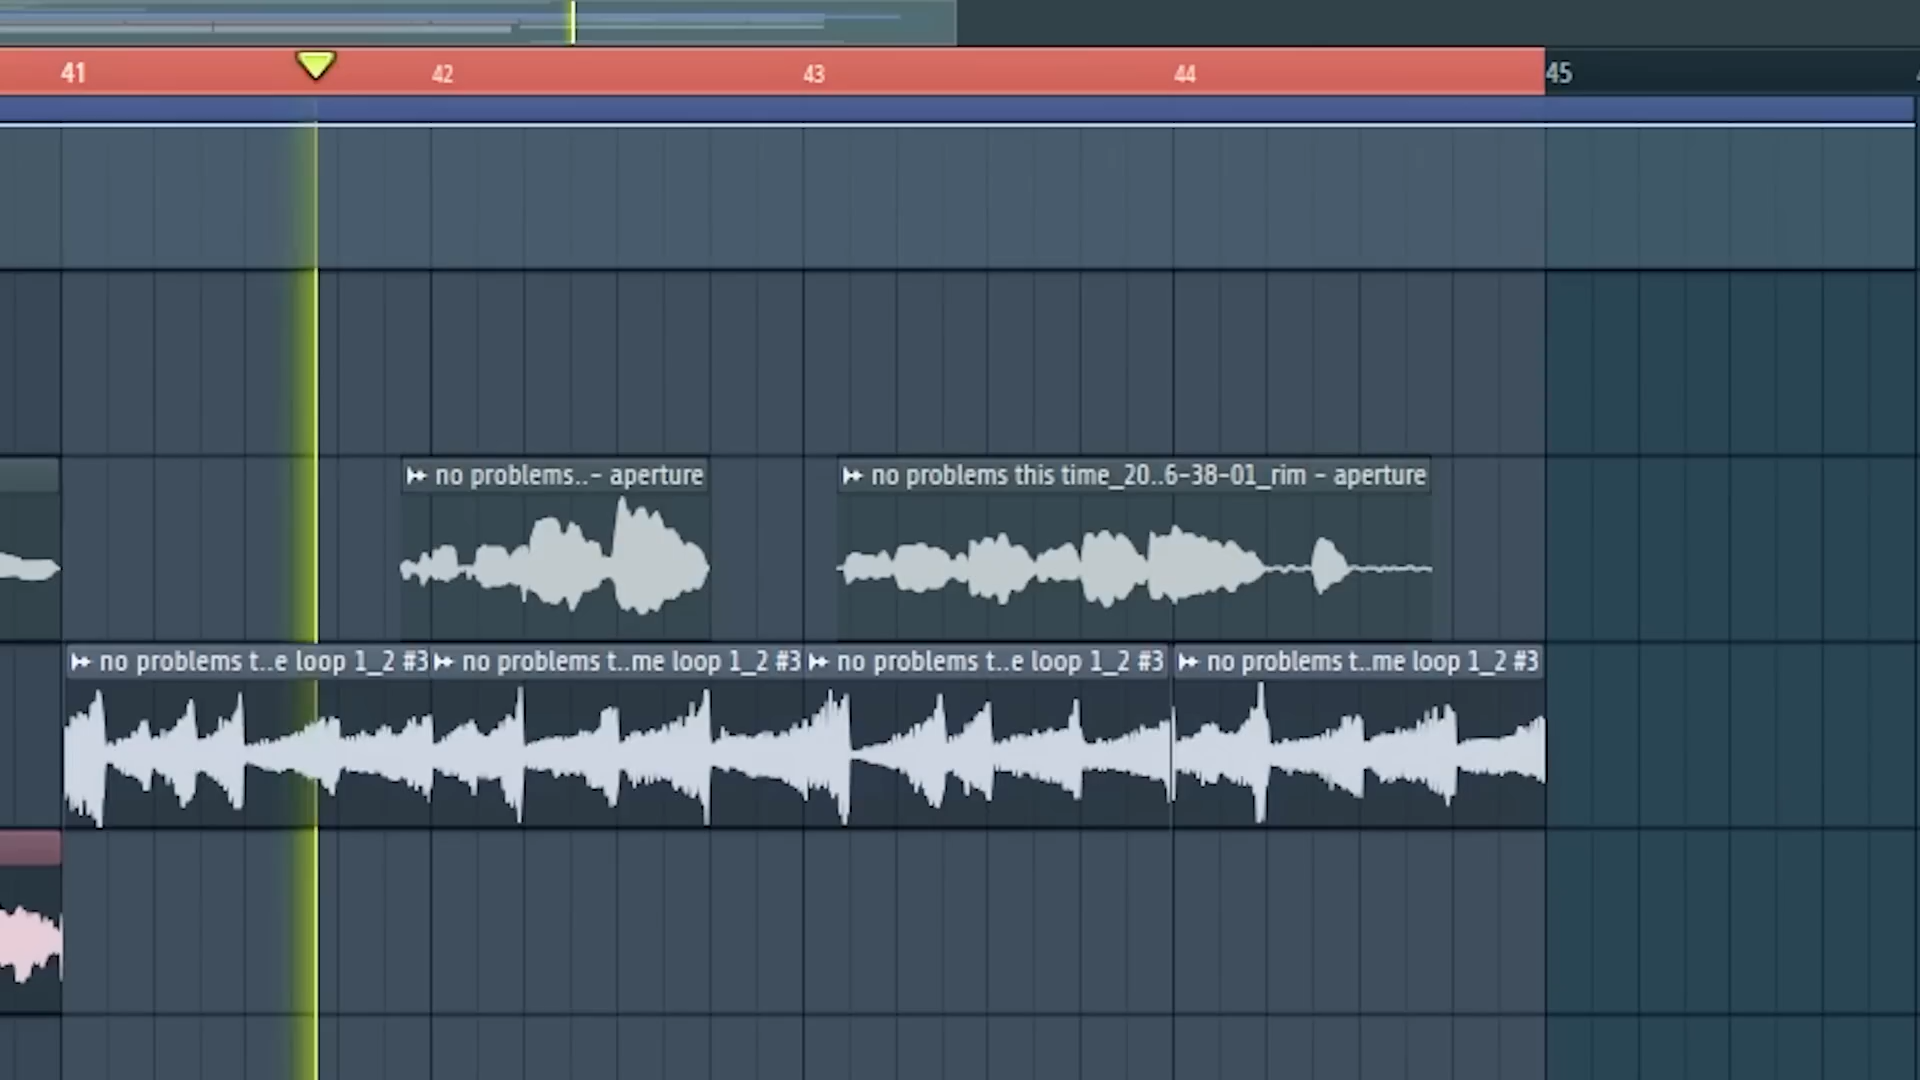 41 42 43 44 45
no problems..- aperture no problems this time_20..6-38-01_rim - aperture
no problems t..e loop 1_2 #3 no problems t..me loop 1_2 #3 no problems t..e loop 1_2 #3 no problems t..me loop 1_2 #3